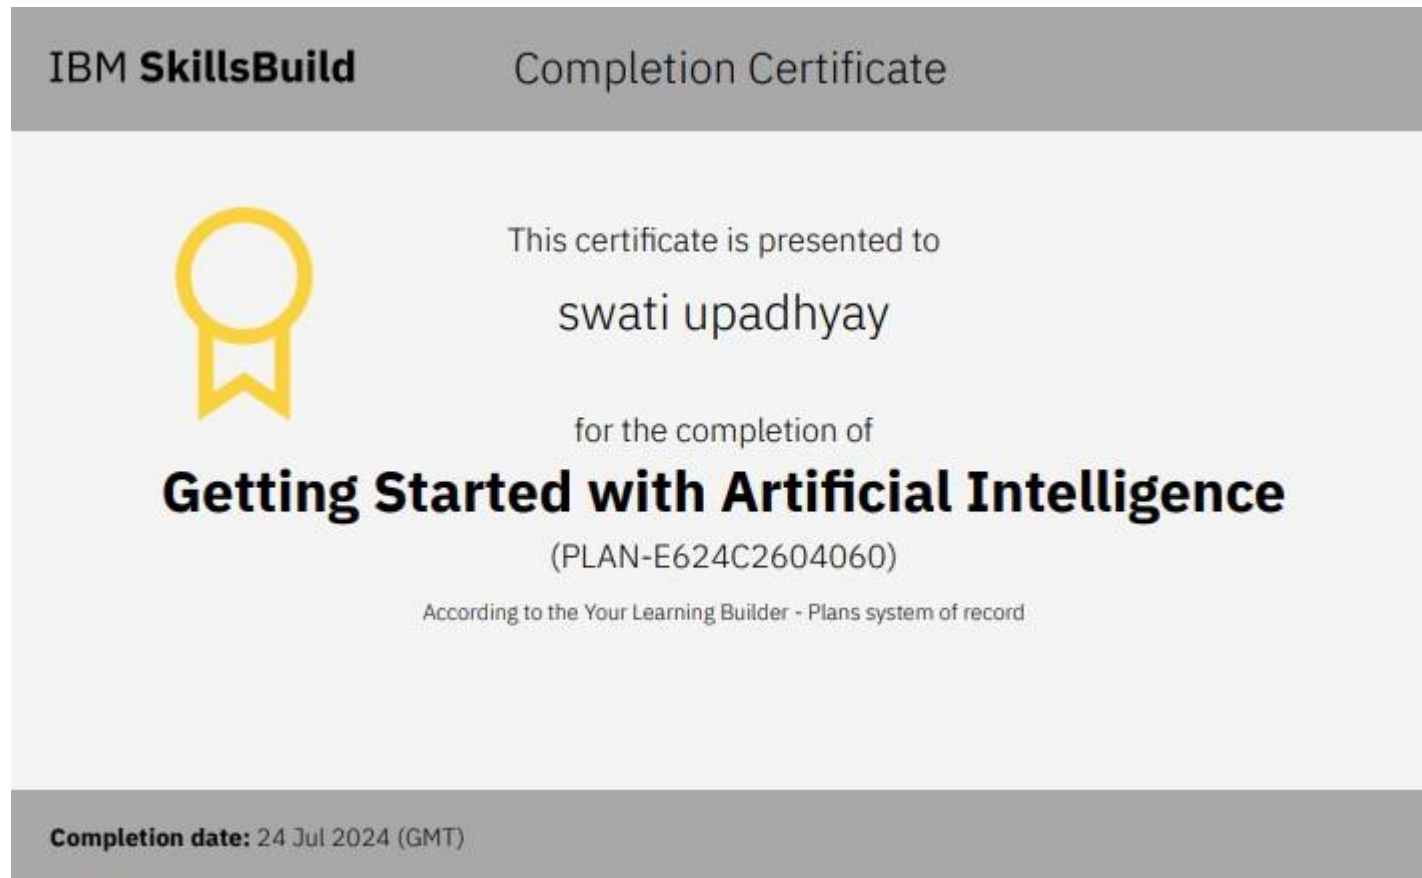 IBM SkillsBuild
Completion Certificate
This certificate is presented to
swati upadhyay
for the completion of
Getting Started with Artificial Intelligence
(PLAN-E624C2604060)
According to the Your Learning Builder - Plans system of record
Completion date: 24 Jul 2024 (GMT)